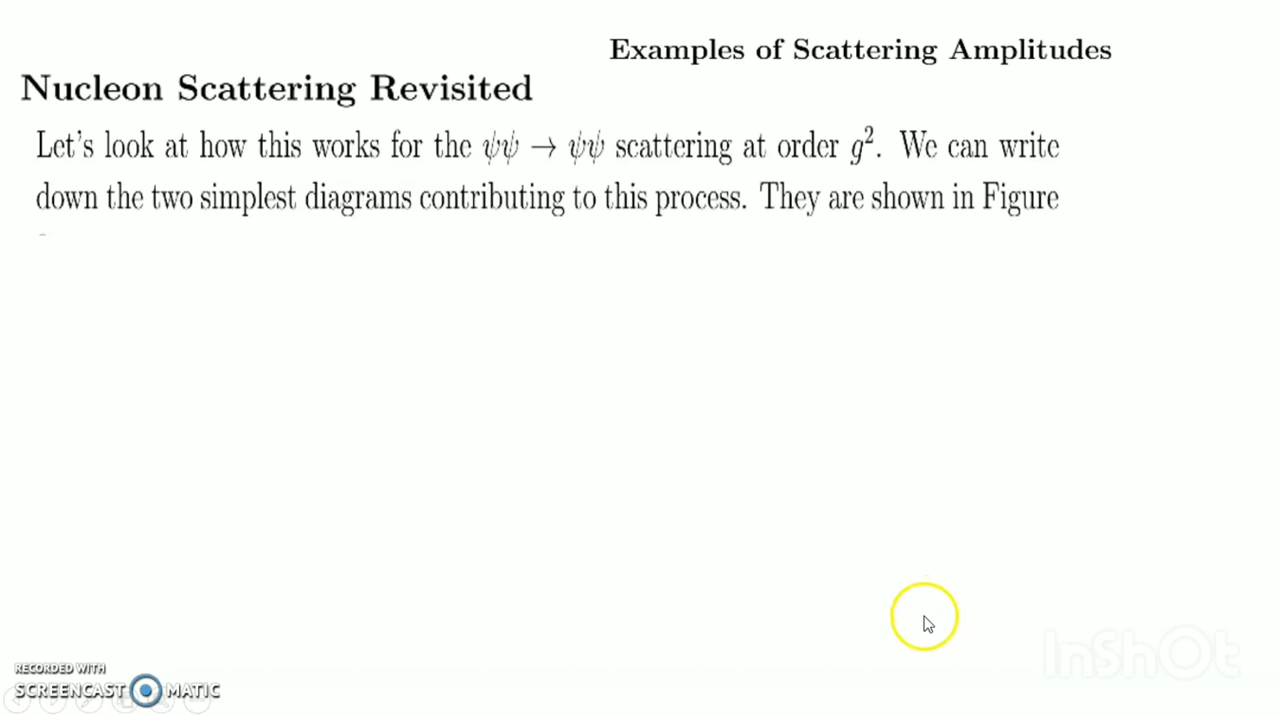 Examples of Scattering Amplitudes
Nucleon Scattering Revisited
Let's look at how this works for the ψψ → ψψ scattering at order g². We can write
down the two simplest diagrams contributing to this process. They are shown in Figure
RECORDED WITH
SCREENCAST MATIC
InShOt